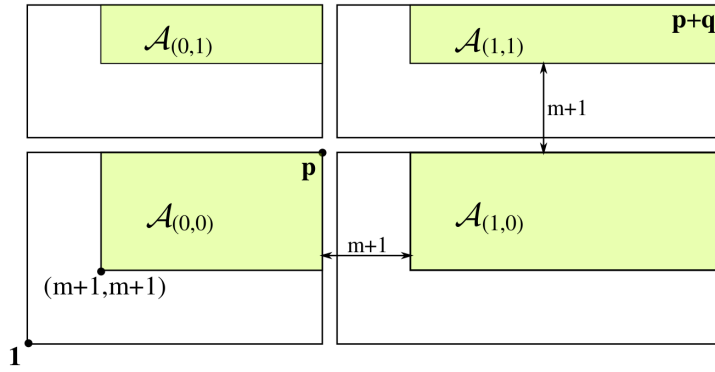 𝒜(0,1)
𝒜(1,1)
p+q
m+1
p
𝒜(0,0)
𝒜(1,0)
m+1
(m+1,m+1)
1